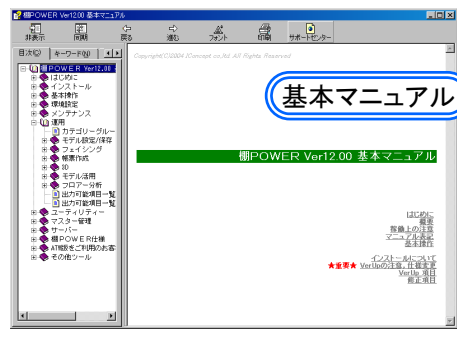 棚POWER Ver12.00 基本マニュアル
非表示 同期 戻る 進む フォント 印刷 サポートセンター
目次(C) キーワード(N)
棚POWER Ver12.00
はじめに
インストール
基本操作
環境設定
メンテナンス
運用
カテゴリーグルー
モデル設定/保存
フェイシング
帳票作成
3D
モデル活用
フロアー分析
出力可能項目一覧
出力可能項目一覧
ユーティリティー
マスター管理
サーバー
棚POWER仕様
AT版をご利用のお客
その他ツール
Copyright(C)2004 IConcept co.,ltd. All Rights Reserved.
基本マニュアル
棚POWER Ver12.00 基本マニュアル
はじめに
概要
稼働上の注意
マニュアル表記
基本操作
インストールについて
★重要★ VerUpの注意、仕様変更
VerUp 項目
修正項目